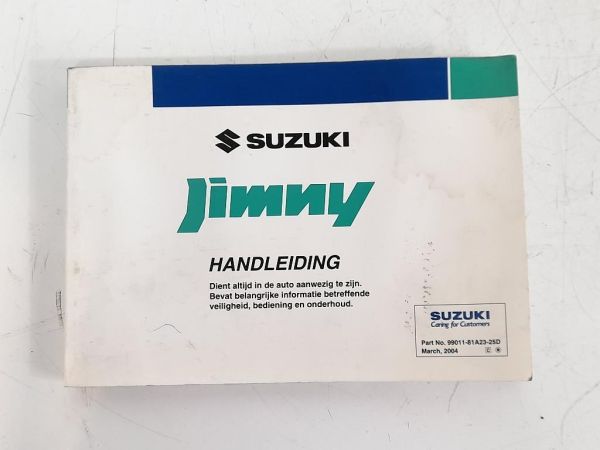 SUZUKI
Jimny
HANDLEIDING
Dient altijd in de auto aanwezig te zijn.
Bevat belangrijke informatie betreffende
veiligheid, bediening en onderhoud.
SUZUKI
Caring for Customers
Part No. 99011-81A23-25D
March, 2004